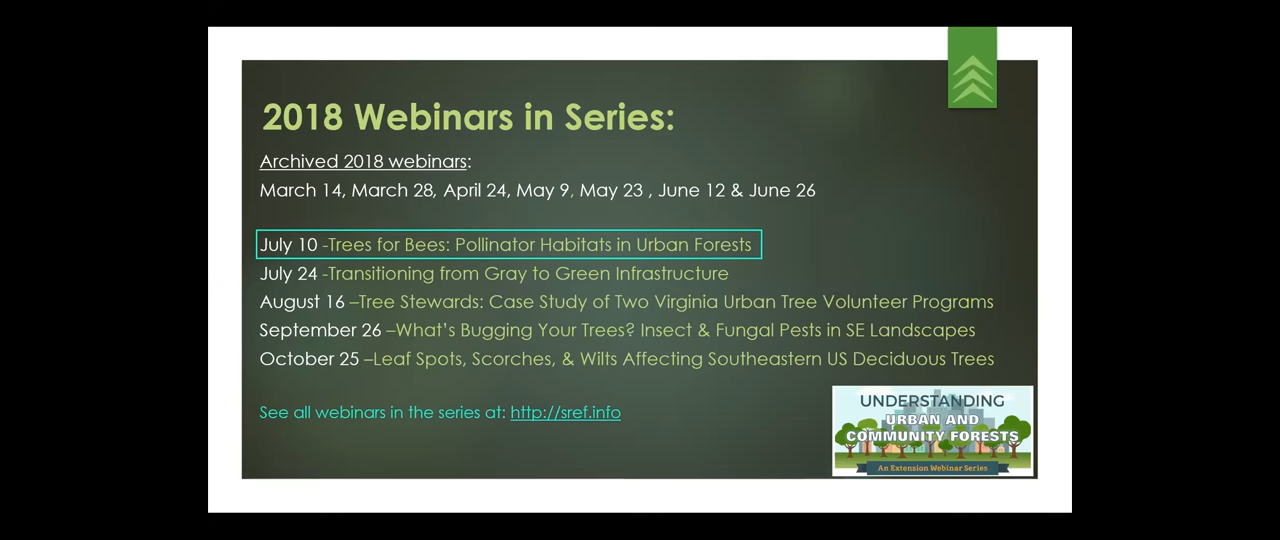 2018 Webinars in Series:
Archived 2018 webinars:
March 14, March 28, April 24, May 9, May 23 , June 12 & June 26
July 10 -Trees for Bees: Pollinator Habitats in Urban Forests
July 24 -Transitioning from Gray to Green Infrastructure
August 16 –Tree Stewards: Case Study of Two Virginia Urban Tree Volunteer Programs
September 26 –What's Bugging Your Trees? Insect & Fungal Pests in SE Landscapes
October 25 –Leaf Spots, Scorches, & Wilts Affecting Southeastern US Deciduous Trees
See all webinars in the series at: http://sref.info
UNDERSTANDING
URBAN AND
COMMUNITY FORESTS
An Extension Webinar Series